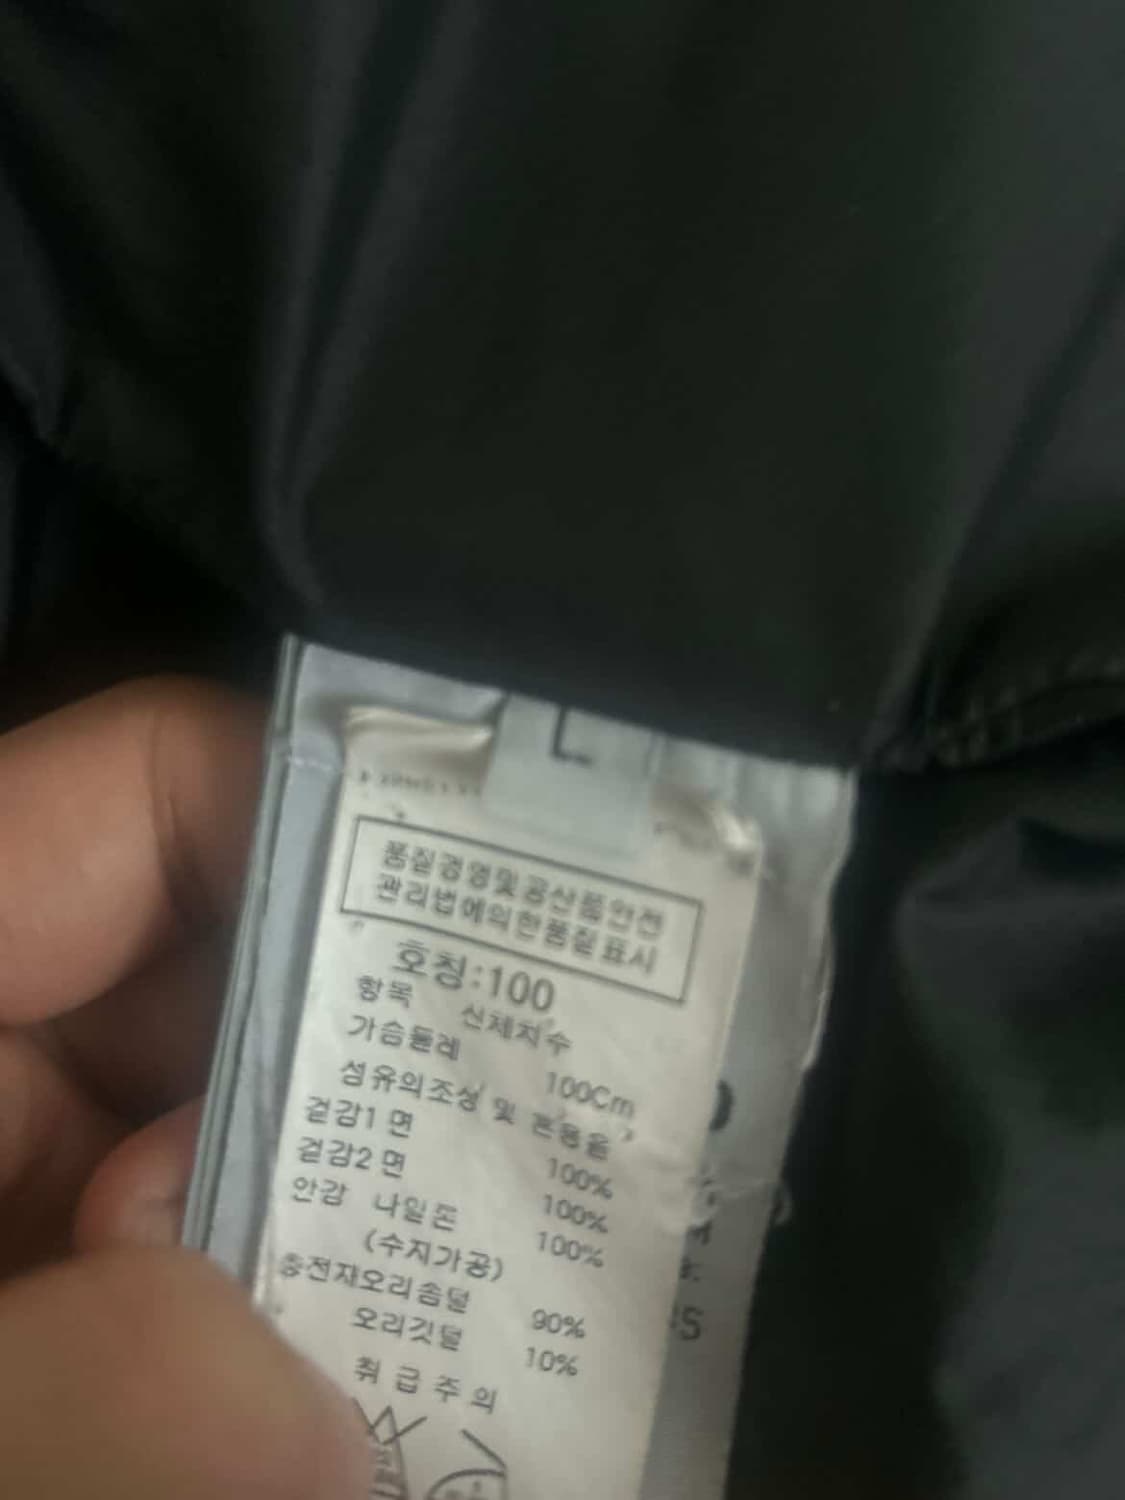 L
품질경영및공산품안전
관리법에의한품질표시
호칭:100
항목 신체치수
가슴둘레 100Cm
섬유의조성 및 혼용율
겉감1 면 100%
겉감2 면 100%
안감 나일론 100%
(수지가공)
충전재오리솜털 90%
오리깃털 10%
취급주의